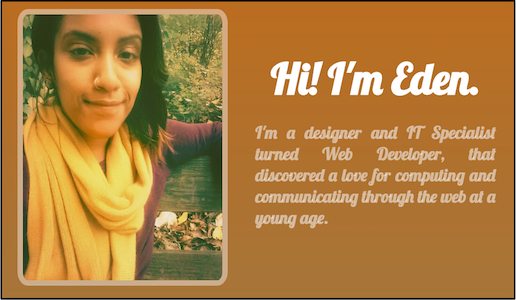 Hi! I'm Eden.
I'm a designer and IT Specialist
turned Web Developer, that
discovered a love for computing and
communicating through the web at a
young age.